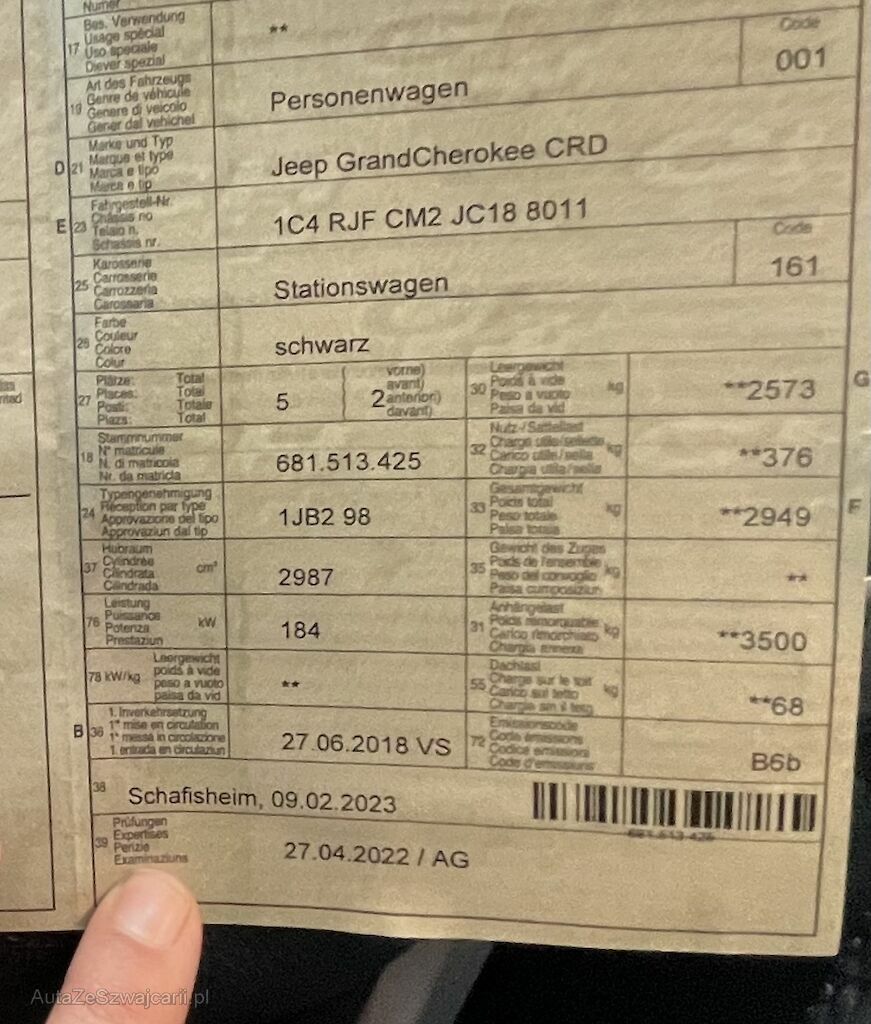 Numer
17 Bes. Verwendung
Usage spécial
Uso speciale
Diever spezial
**
Code
001
19 Art des Fahrzeugs
Genre de véhicule
Genere di veicolo
Gener dal vehichel
Personenwagen
D 21 Marke und Typ
Marque et type
Marca e tipo
Marca e tip
Jeep GrandCherokee CRD
E 23 Fahrgestell-Nr.
Châssis no
Telaio n.
Schassis nr.
1C4 RJF CM2 JC18 8011
25 Karosserie
Carrosserie
Carrozzeria
Carossaria
Stationswagen
Code
161
26 Farbe
Couleur
Colore
Colur
schwarz
27 Plätze: Total
Places: Total
Posti: Totale
Plazs: Total
5
( vorne)
avant)
2 anteriori)
( davant)
30 Leergewicht
Poids à vide kg
Peso a vuoto
Paisa da vid
**2573
G
18 Stammnummer
N° matricule
N. di matricola
Nr. da matricla
681.513.425
32 Nutz-/Sattellast
Charge utile/sellette kg
Carico utile/sella
Chargia utila/sella
**376
24 Typengenehmigung
Réception par type
Approvazione del tipo
Approvaziun dal tip
1JB2 98
33 Gesamtgewicht
Poids total kg
Peso totale
Paisa totala
**2949
F
37 Hubraum
Cylindrée cm³
Cilindrata
Cilindrada
2987
35 Gewicht des Zuges
Poids de l'ensemble kg
Peso del convoglio
Paisa cumposiziun
**
76 Leistung
Puissance kW
Potenza
Prestaziun
184
31 Anhängelast
Poids remorquable kg
Carico rimorchiato
Chargia annexa
**3500
78 kW/kg Leergewicht
poids à vide
peso a vuoto
paisa da vid
**
55 Dachlast
Charge sur le toit kg
Carico sul tetto
Chargia sin il tetg
**68
B 36 1. Inverkehrsetzung
1re mise en circulation
1a messa in circolazione
1. entrada en circulaziun
27.06.2018 VS
72 Emissionscode
Code émissions
Codice emissioni
Code d'emissiuns
B6b
38 Schafisheim, 09.02.2023
681.513.425
39 Prüfungen
Expertises
Perizie
Examinaziuns
27.04.2022 / AG
AutaZeSzwajcarii.pl